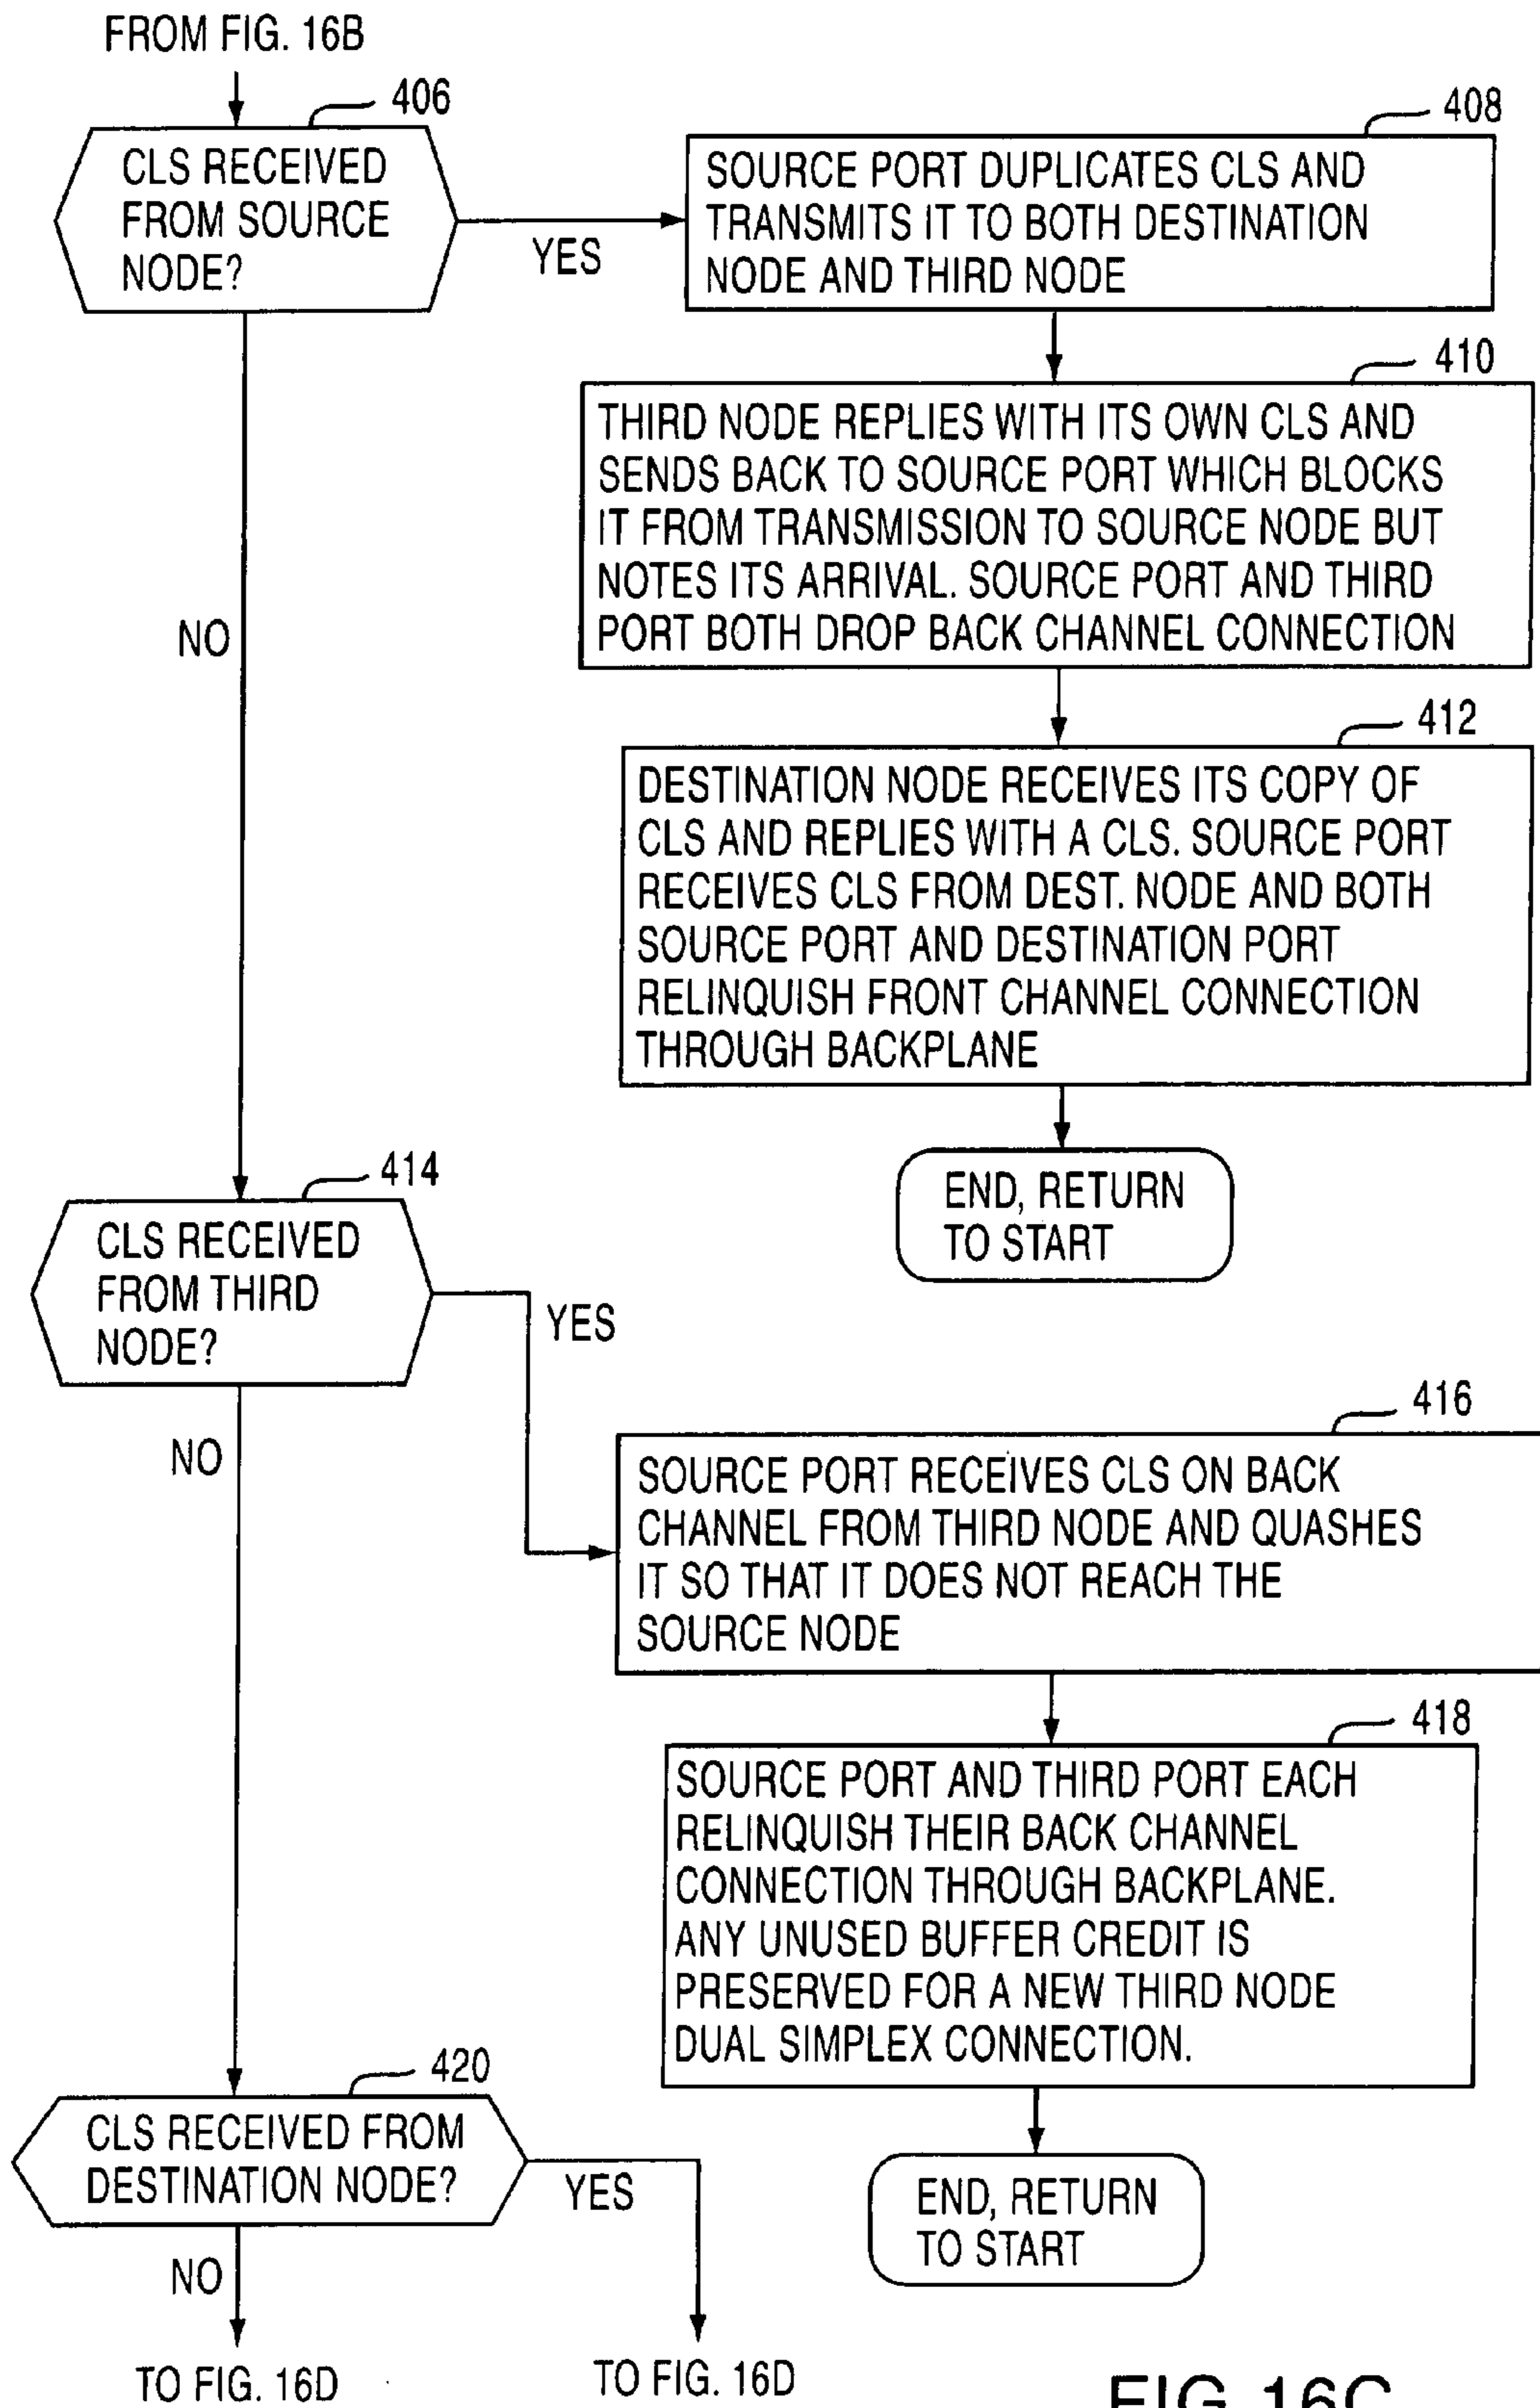 FROM FIG. 16B
406
CLS RECEIVED
FROM SOURCE
NODE?
YES
408
SOURCE PORT DUPLICATES CLS AND
TRANSMITS IT TO BOTH DESTINATION
NODE AND THIRD NODE
410
THIRD NODE REPLIES WITH ITS OWN CLS AND
SENDS BACK TO SOURCE PORT WHICH BLOCKS
IT FROM TRANSMISSION TO SOURCE NODE BUT
NOTES ITS ARRIVAL. SOURCE PORT AND THIRD
PORT BOTH DROP BACK CHANNEL CONNECTION
NO
412
DESTINATION NODE RECEIVES ITS COPY OF
CLS AND REPLIES WITH A CLS. SOURCE PORT
RECEIVES CLS FROM DEST. NODE AND BOTH
SOURCE PORT AND DESTINATION PORT
RELINQUISH FRONT CHANNEL CONNECTION
THROUGH BACKPLANE
END, RETURN
TO START
414
CLS RECEIVED
FROM THIRD
NODE?
YES
NO
416
SOURCE PORT RECEIVES CLS ON BACK
CHANNEL FROM THIRD NODE AND QUASHES
IT SO THAT IT DOES NOT REACH THE
SOURCE NODE
418
SOURCE PORT AND THIRD PORT EACH
RELINQUISH THEIR BACK CHANNEL
CONNECTION THROUGH BACKPLANE.
ANY UNUSED BUFFER CREDIT IS
PRESERVED FOR A NEW THIRD NODE
DUAL SIMPLEX CONNECTION.
END, RETURN
TO START
420
CLS RECEIVED FROM
DESTINATION NODE?
YES
NO
TO FIG. 16D
TO FIG. 16D
FIG. 16C